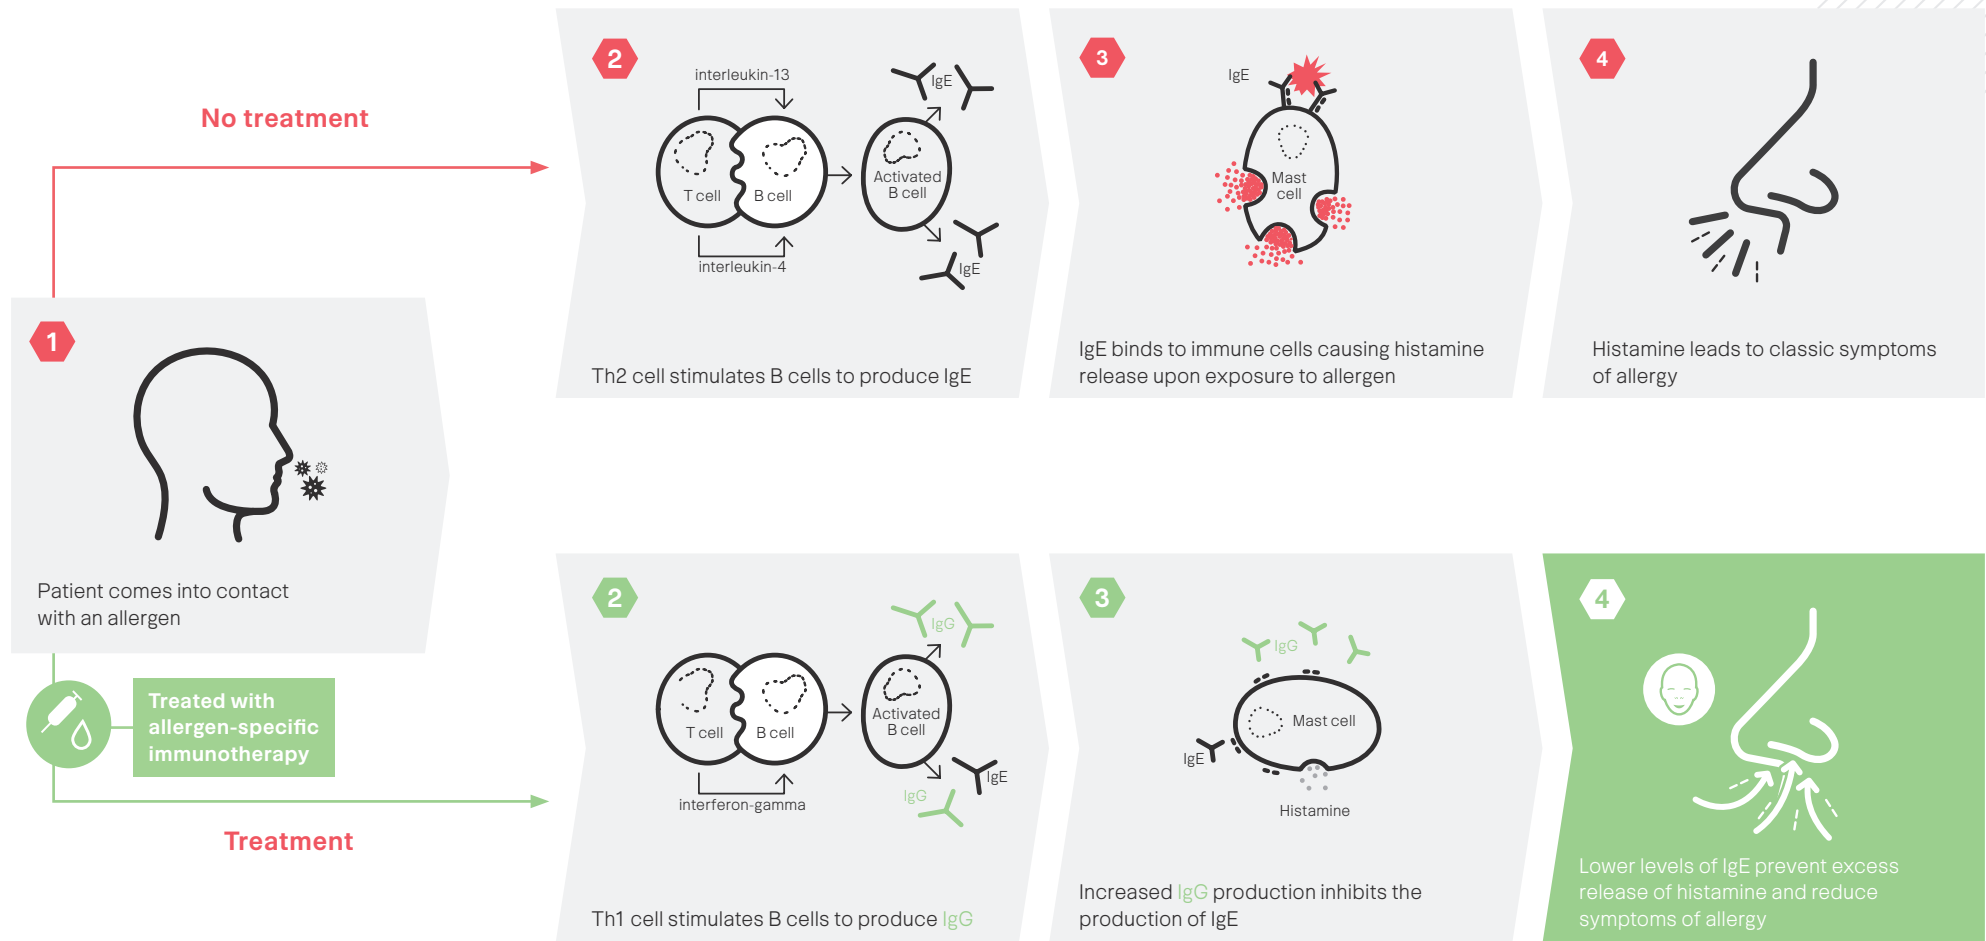 No treatment
1
Patient comes into contact
with an allergen
2
interleukin-13
T cell
B cell
interleukin-4
Activated
B cell
IgE
IgE
Th2 cell stimulates B cells to produce IgE
3
IgE
Mast
cell
IgE binds to immune cells causing histamine
release upon exposure to allergen
4
Histamine leads to classic symptoms
of allergy
Treated with
allergen-specific
immunotherapy
Treatment
2
T cell
B cell
interferon-gamma
Activated
B cell
IgG
IgE
IgG
Th1 cell stimulates B cells to produce IgG
3
IgG
Mast cell
IgE
Histamine
Increased IgG production inhibits the
production of IgE
4
Lower levels of IgE prevent excess
release of histamine and reduce
symptoms of allergy